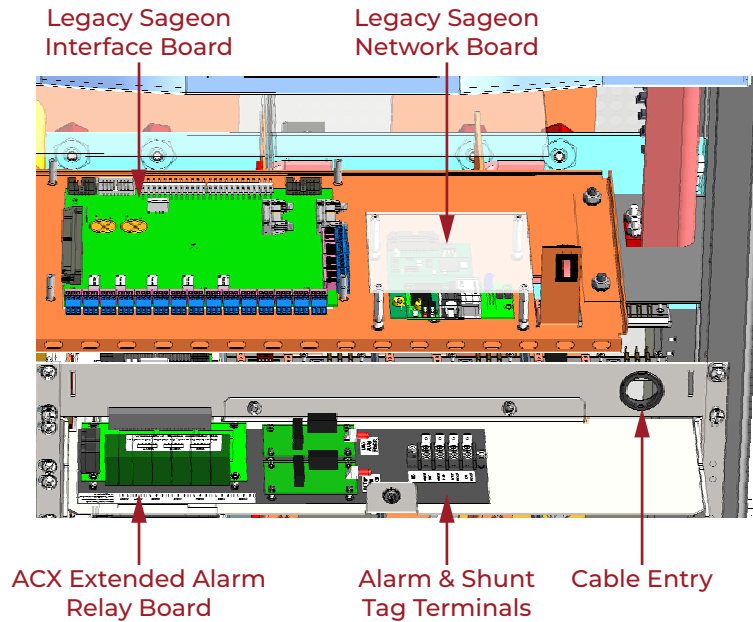 Legacy Sageon
Interface Board
Legacy Sageon
Network Board
ACX Extended Alarm
Relay Board
Alarm & Shunt
Tag Terminals
Cable Entry